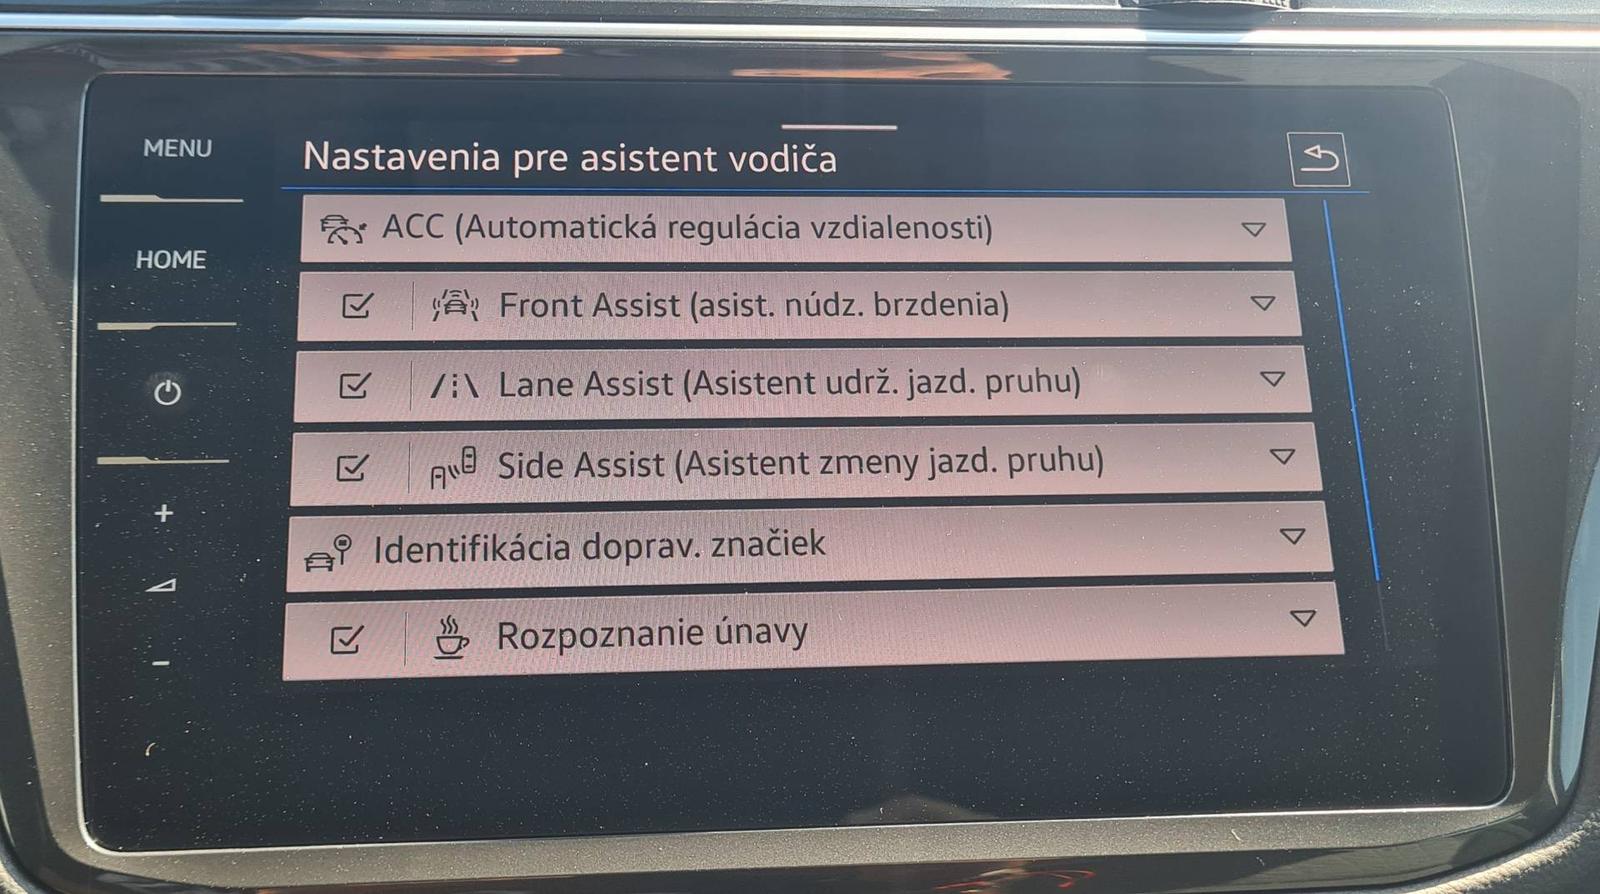 MENU
Nastavenia pre asistent vodiča
HOME
ACC (Automatická regulácia vzdialenosti)
Front Assist (asist. núdz. brzdenia)
Lane Assist (Asistent udrž. jazd. pruhu)
Side Assist (Asistent zmeny jazd. pruhu)
Identifikácia doprav. značiek
Rozpoznanie únavy